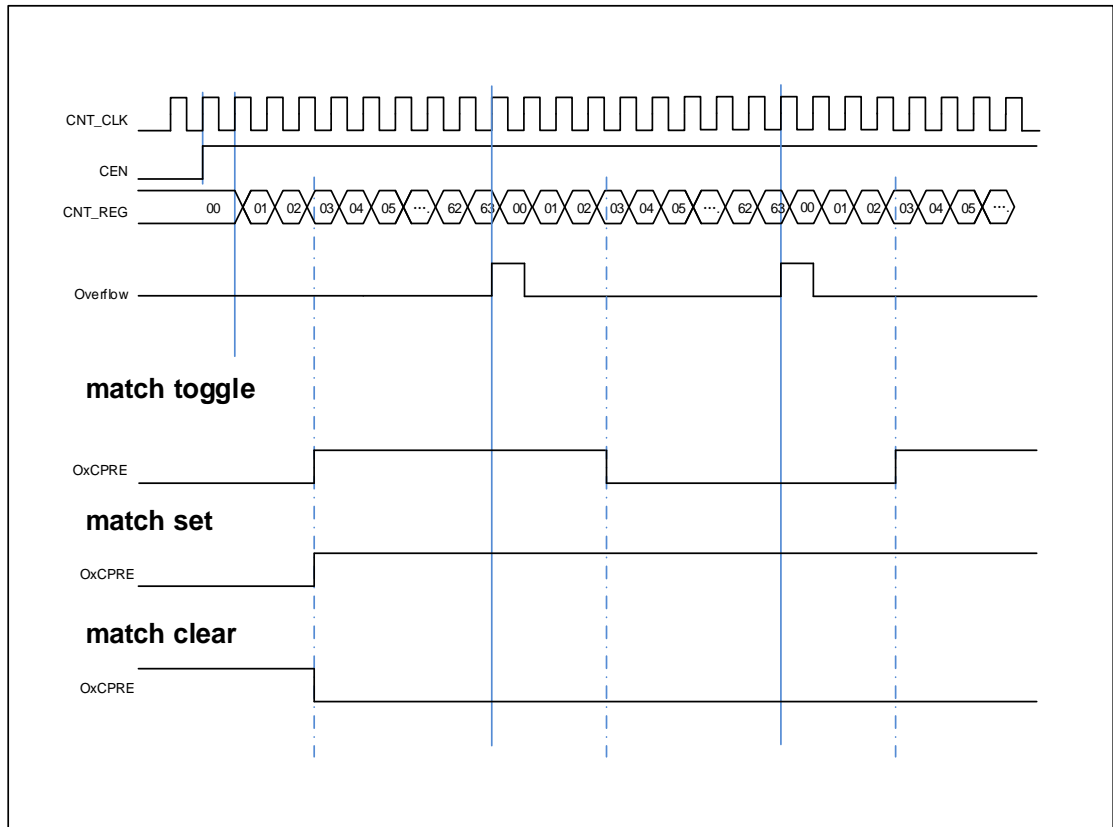 CNT_CLK
CEN
CNT_REG 00 01 02 03 04 05 ···. 62 63 00 01 02 03 04 05 ···. 62 63 00 01 02 03 04 05 ···.
Overflow
match toggle
OxCPRE
match set
OxCPRE
match clear
OxCPRE